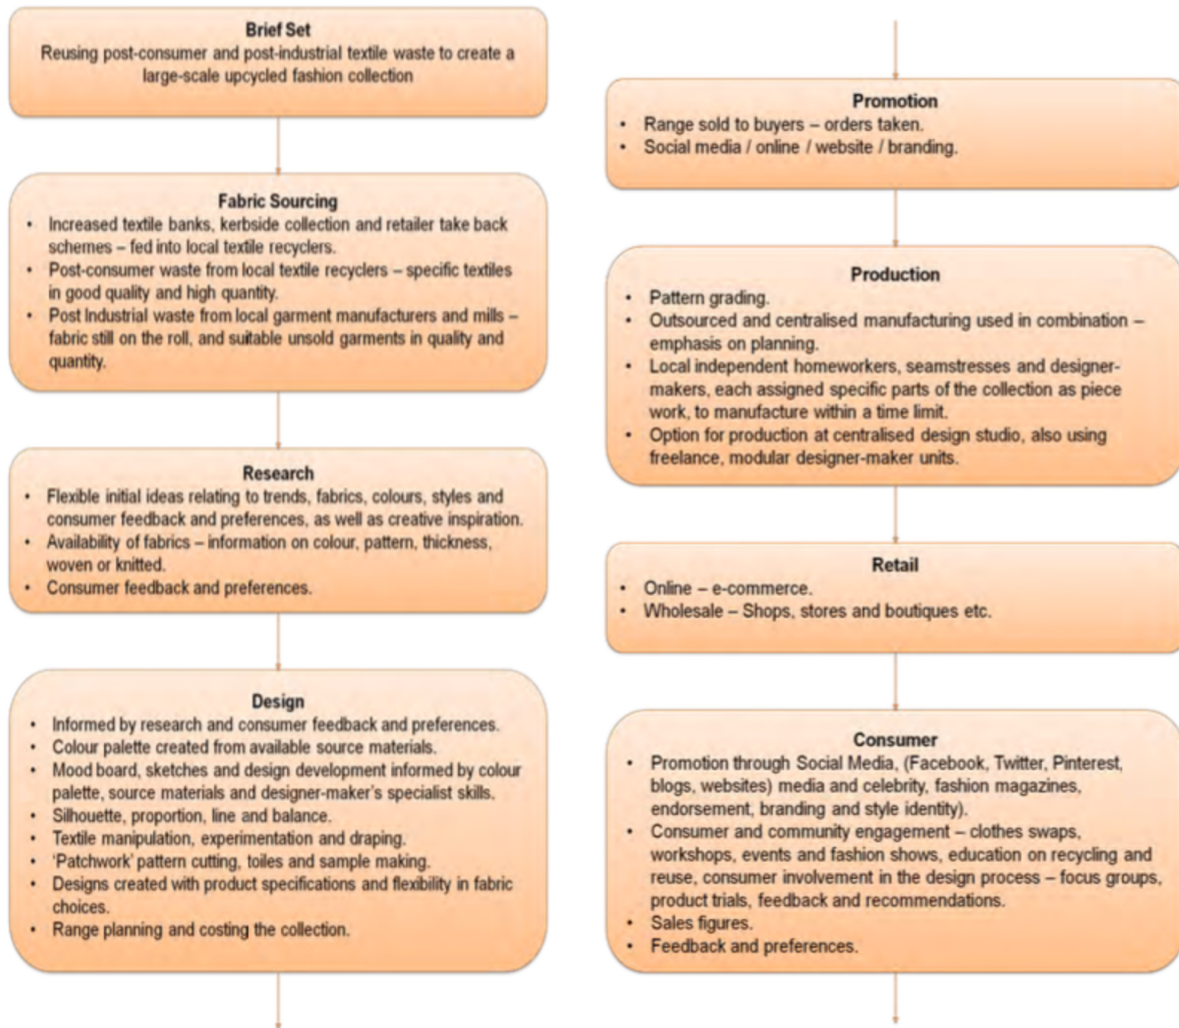 Brief Set
Reusing post-consumer and post-industrial textile waste to create a
large-scale upcycled fashion collection
Fabric Sourcing
• Increased textile banks, kerbside collection and retailer take back
schemes – fed into local textile recyclers.
• Post-consumer waste from local textile recyclers – specific textiles
in good quality and high quantity.
• Post Industrial waste from local garment manufacturers and mills –
fabric still on the roll, and suitable unsold garments in quality and
quantity.
Research
• Flexible initial ideas relating to trends, fabrics, colours, styles and
consumer feedback and preferences, as well as creative inspiration.
• Availability of fabrics – information on colour, pattern, thickness,
woven or knitted.
• Consumer feedback and preferences.
Design
• Informed by research and consumer feedback and preferences.
• Colour palette created from available source materials.
• Mood board, sketches and design development informed by colour
palette, source materials and designer-maker's specialist skills.
• Silhouette, proportion, line and balance.
• Textile manipulation, experimentation and draping.
• 'Patchwork' pattern cutting, toiles and sample making.
• Designs created with product specifications and flexibility in fabric
choices.
• Range planning and costing the collection.
Promotion
• Range sold to buyers – orders taken.
• Social media / online / website / branding.
Production
• Pattern grading.
• Outsourced and centralised manufacturing used in combination –
emphasis on planning.
• Local independent homeworkers, seamstresses and designer-
makers, each assigned specific parts of the collection as piece
work, to manufacture within a time limit.
• Option for production at centralised design studio, also using
freelance, modular designer-maker units.
Retail
• Online – e-commerce.
• Wholesale – Shops, stores and boutiques etc.
Consumer
• Promotion through Social Media, (Facebook, Twitter, Pinterest,
blogs, websites) media and celebrity, fashion magazines,
endorsement, branding and style identity).
• Consumer and community engagement – clothes swaps,
workshops, events and fashion shows, education on recycling and
reuse, consumer involvement in the design process – focus groups,
product trials, feedback and recommendations.
• Sales figures.
• Feedback and preferences.